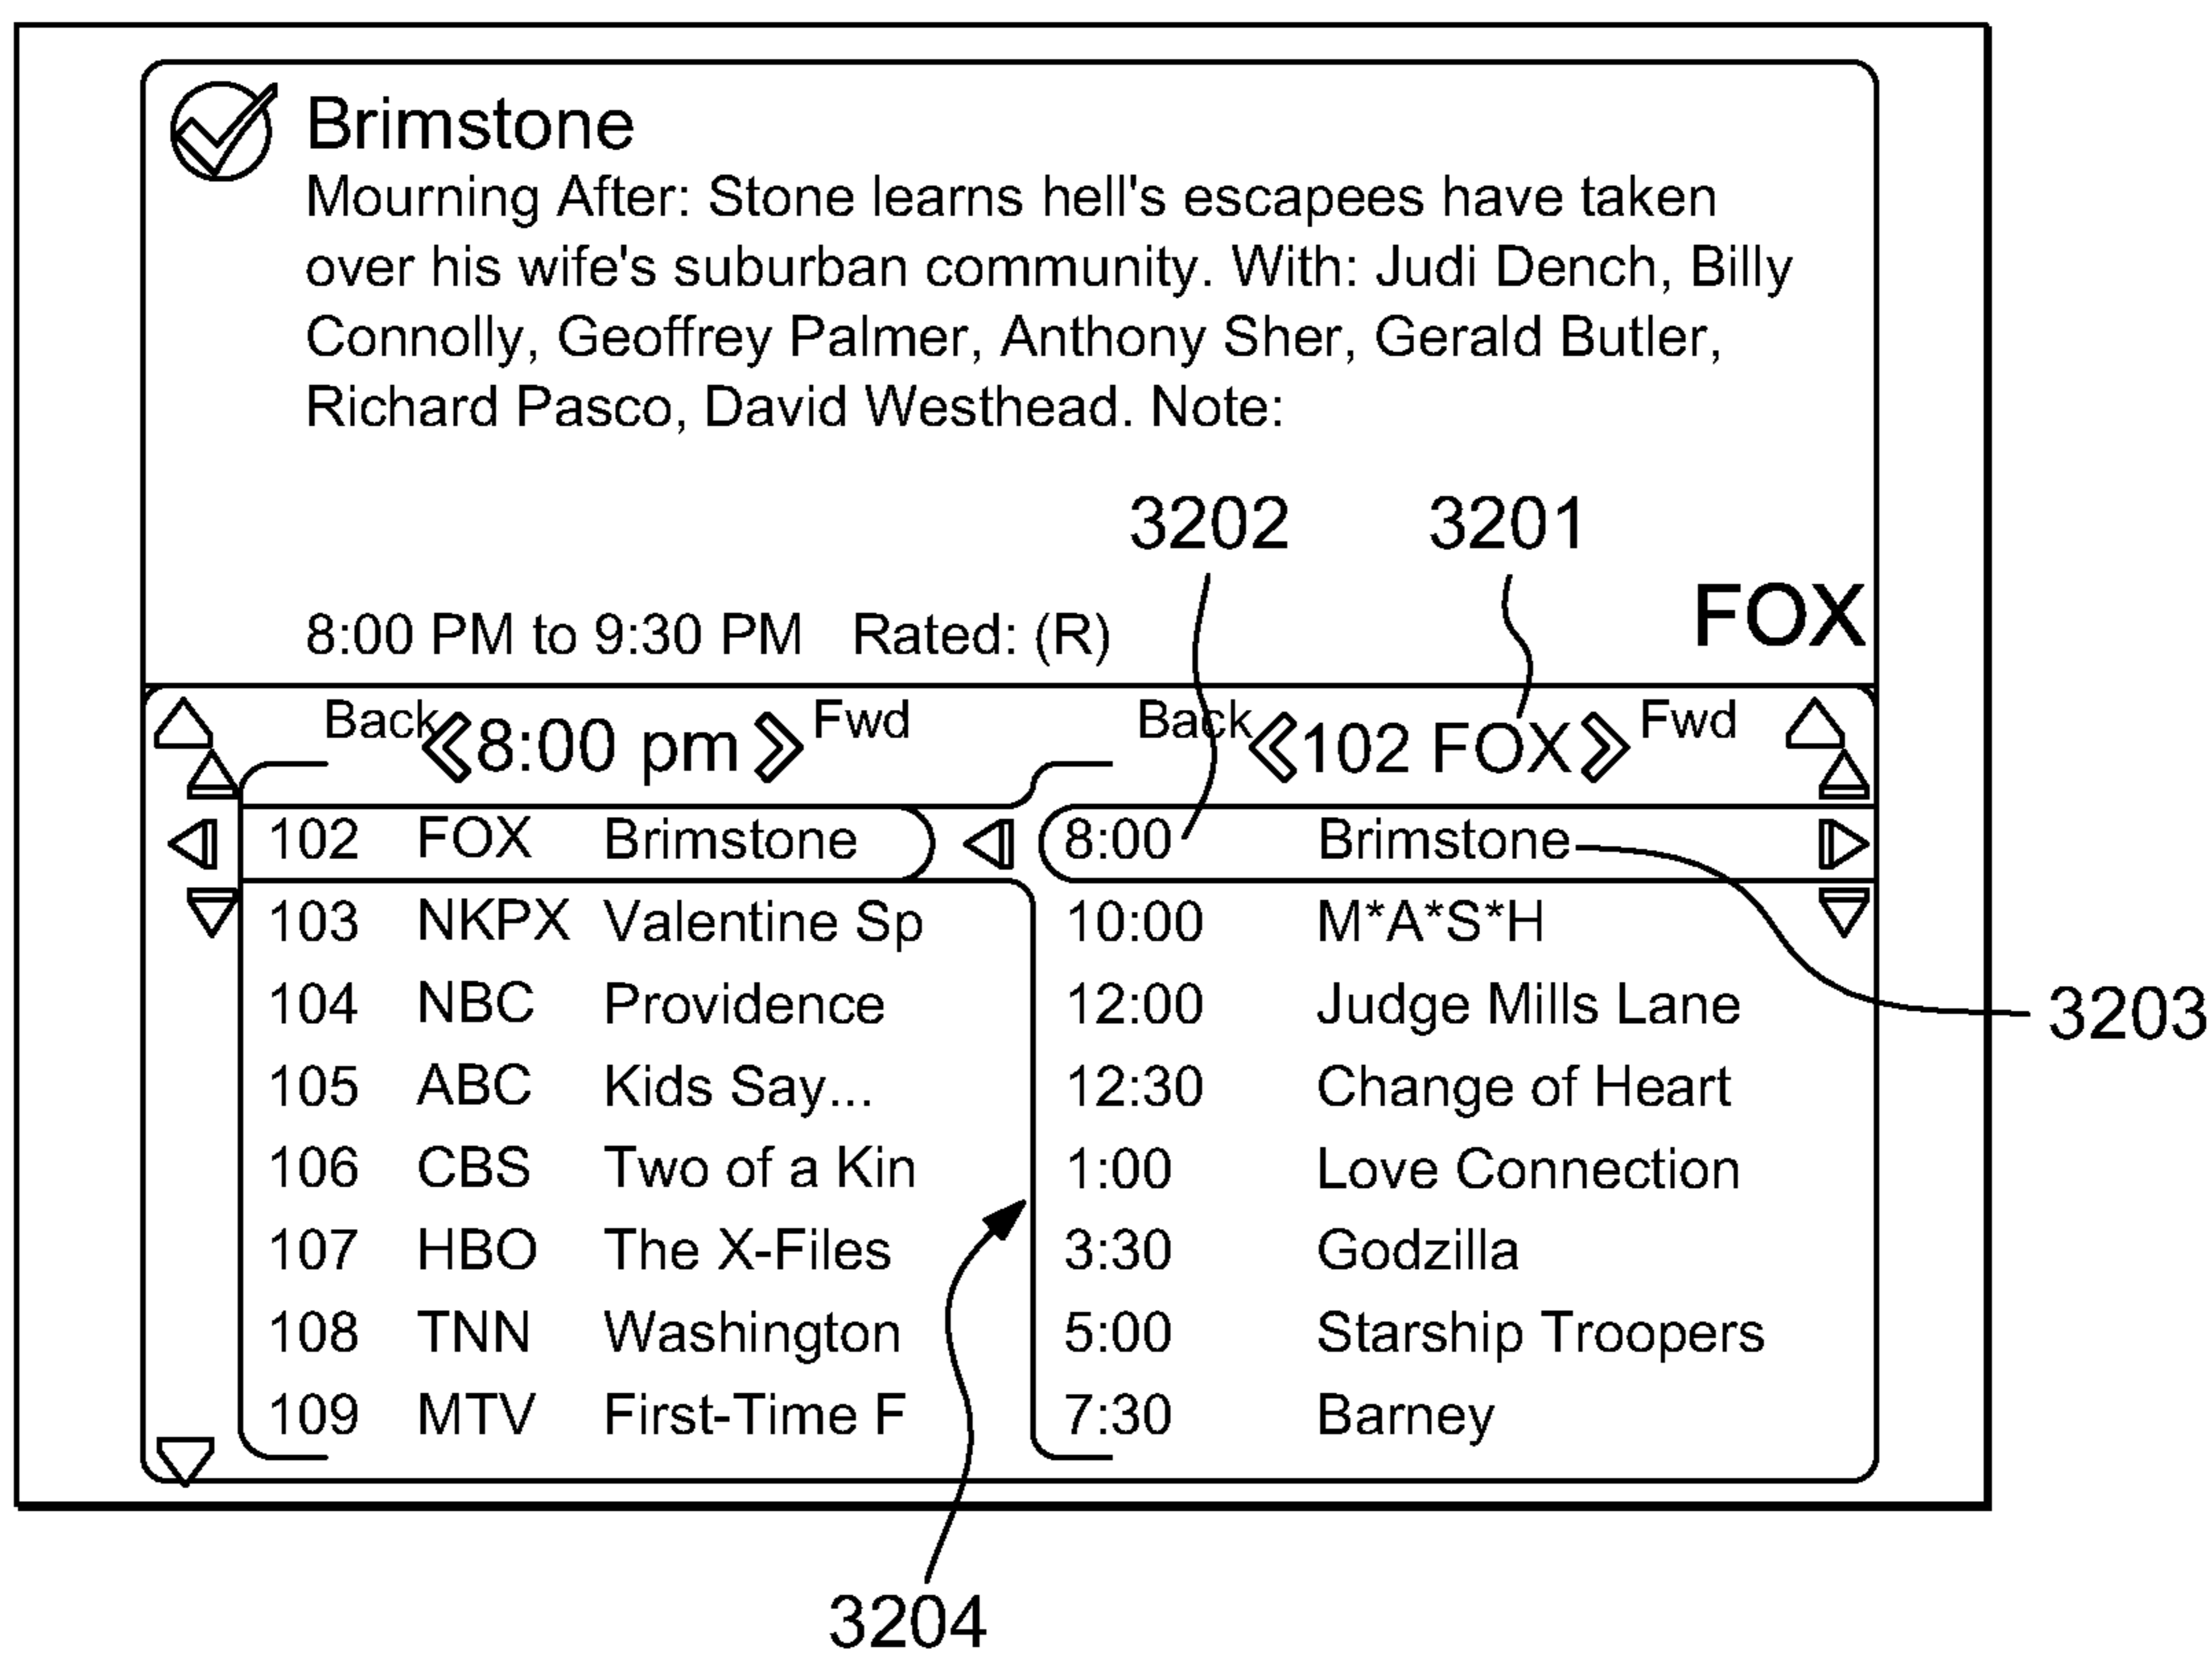 Brimstone
Mourning After: Stone learns hell's escapees have taken
over his wife's suburban community. With: Judi Dench, Billy
Connolly, Geoffrey Palmer, Anthony Sher, Gerald Butler,
Richard Pasco, David Westhead. Note:
3202 3201
8:00 PM to 9:30 PM Rated: (R) FOX
Back 8:00 pm Fwd Back 102 FOX Fwd
102 FOX Brimstone 8:00 Brimstone
103 NKPX Valentine Sp 10:00 M*A*S*H
104 NBC Providence 12:00 Judge Mills Lane
3203
105 ABC Kids Say... 12:30 Change of Heart
106 CBS Two of a Kin 1:00 Love Connection
107 HBO The X-Files 3:30 Godzilla
108 TNN Washington 5:00 Starship Troopers
109 MTV First-Time F 7:30 Barney
3204